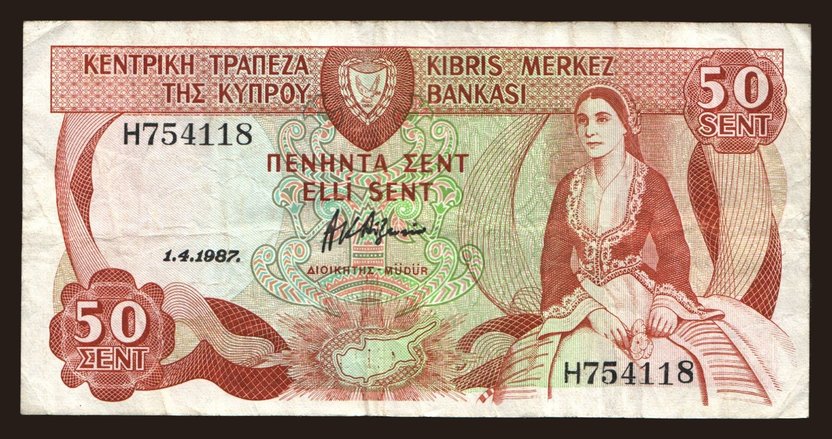 ΚΕΝΤΡΙΚΗ ΤΡΑΠΕΖΑ
ΤΗΣ ΚΥΠΡΟΥ
KIBRIS MERKEZ
BANKASI
50
SENT
H754118
ΠΕΝΗΝΤΑ ΣΕΝΤ
ELLİ SENT
1.4.1987.
ΔΙΟΙΚΗΤΗΣ - MÜDÜR
50
ΣΕΝΤ
H754118